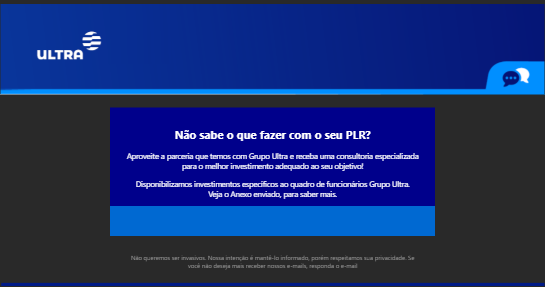 ULTRA
Não sabe o que fazer com o seu PLR?
Aproveite a parceria que temos com Grupo Ultra e receba uma consultoria especializada
para o melhor investimento adequado ao seu objetivo!
Disponibilizamos investimentos especificos ao quadro de funcionários Grupo Ultra.
Veja o Anexo enviado, para saber mais.
Não queremos ser invasivos. Nossa intenção é mantê-lo informado, porém respeitamos sua privacidade. Se
você não deseja mais receber nossos e-mails, responda o e-mail